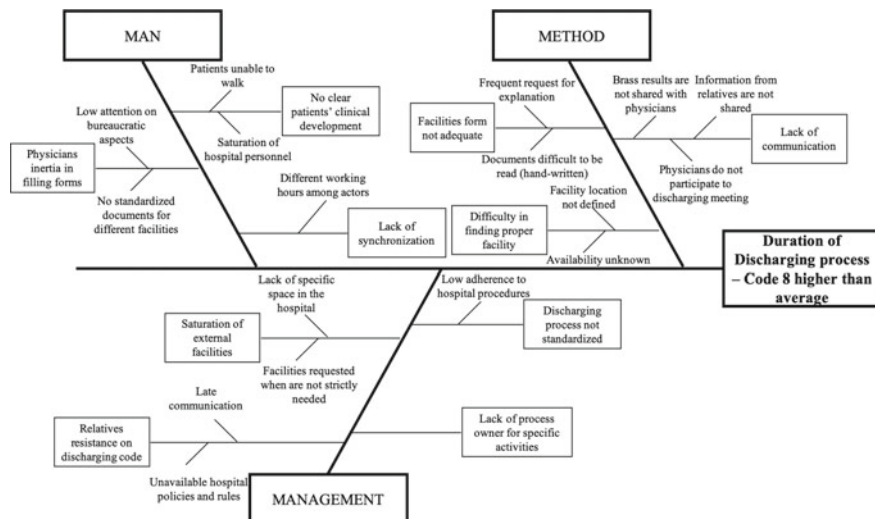 MAN
METHOD
Patients unable to
walk
No clear
patients' clinical
development
Low attention on
bureaucratic
aspects
Saturation of
hospital personnel
Physicians
inertia in
filling forms
No standardized
documents for
different facilities
Different working
hours among actors
Lack of
synchronization
Frequent request for
explanation
Facilities form
not adequate
Documents difficult to be
read (hand-written)
Brass results are
not shared with
physicians
Information from
relatives are not
shared
Lack of
communication
Physicians do not
participate to
discharging meeting
Facility location
not defined
Difficulty in
finding proper
facility
Availability unknown
Duration of
Discharging process
– Code 8 higher than
average
Lack of specific
space in the
hospital
Saturation of
external
facilities
Facilities requested
when are not strictly
needed
Low adherence to
hospital procedures
Discharging
process not
standardized
Late
communication
Relatives
resistance on
discharging code
Unavailable hospital
policies and rules
Lack of process
owner for specific
activities
MANAGEMENT